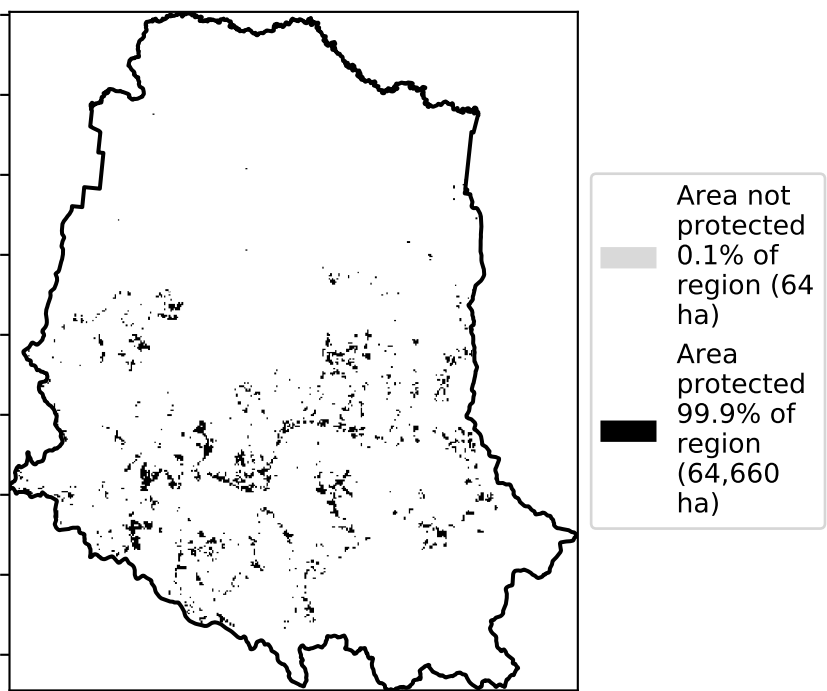 Area not
protected
0.1% of
region (64
ha)
Area
protected
99.9% of
region
(64,660
ha)